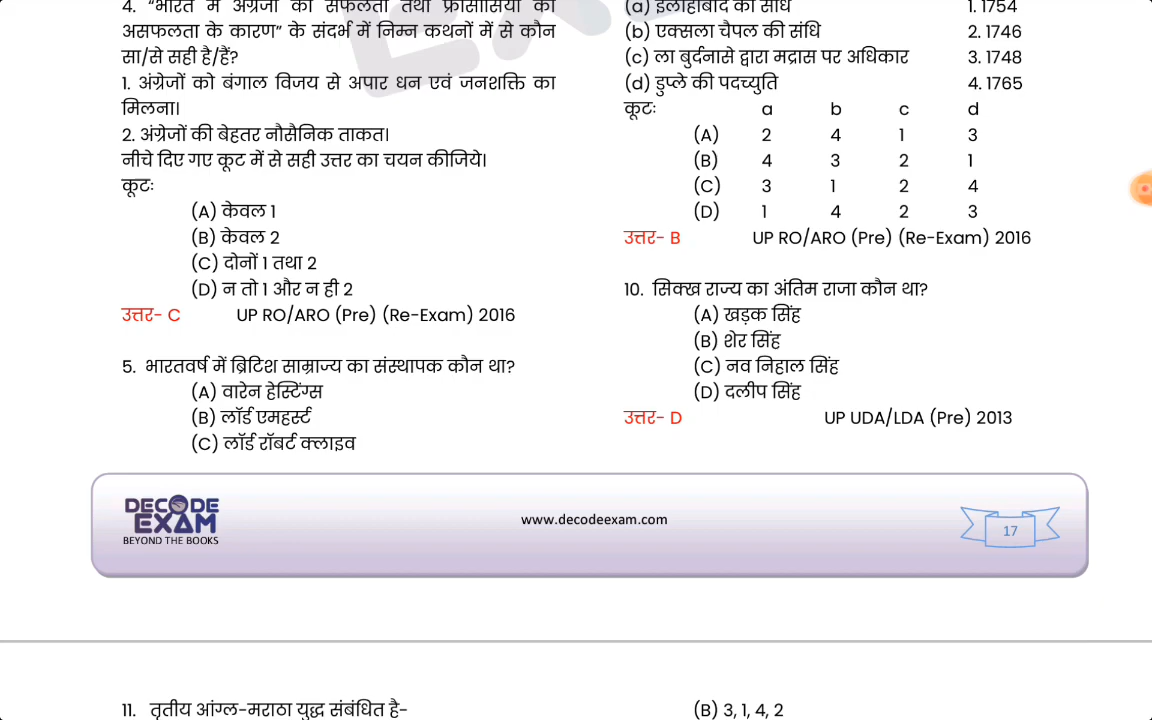 4. “भारत में अंग्रेजों की सफलता तथा फ्रांसीसियों की
असफलता के कारण” के संदर्भ में निम्न कथनों में से कौन
सा/से सही है/हैं?
1. अंग्रेजों को बंगाल विजय से अपार धन एवं जनशक्ति का
मिलना।
2. अंग्रेजों की बेहतर नौसैनिक ताकत।
नीचे दिए गए कूट में से सही उत्तर का चयन कीजिये।
कूटः
(A) केवल 1
(B) केवल 2
(C) दोनों 1 तथा 2
(D) न तो 1 और न ही 2
उत्तर- C UP RO/ARO (Pre) (Re-Exam) 2016
5. भारतवर्ष में ब्रिटिश साम्राज्य का संस्थापक कौन था?
(A) वारेन हेस्टिंग्स
(B) लॉर्ड एमहर्स्ट
(C) लॉर्ड रॉबर्ट क्लाइव
(a) इलाहाबाद की संधि 1. 1754
(b) एक्सला चैपल की संधि 2. 1746
(c) ला बुर्दनासे द्वारा मद्रास पर अधिकार 3. 1748
(d) डुप्ले की पदच्युति 4. 1765
कूटः a b c d
(A) 2 4 1 3
(B) 4 3 2 1
(C) 3 1 2 4
(D) 1 4 2 3
उत्तर- B UP RO/ARO (Pre) (Re-Exam) 2016
10. सिक्ख राज्य का अंतिम राजा कौन था?
(A) खड़क सिंह
(B) शेर सिंह
(C) नव निहाल सिंह
(D) दलीप सिंह
उत्तर- D UP UDA/LDA (Pre) 2013
DECODE
EXAM
BEYOND THE BOOKS
www.decodeexam.com
17
11. तृतीय आंग्ल-मराठा युद्ध संबंधित है-
(B) 3, 1, 4, 2